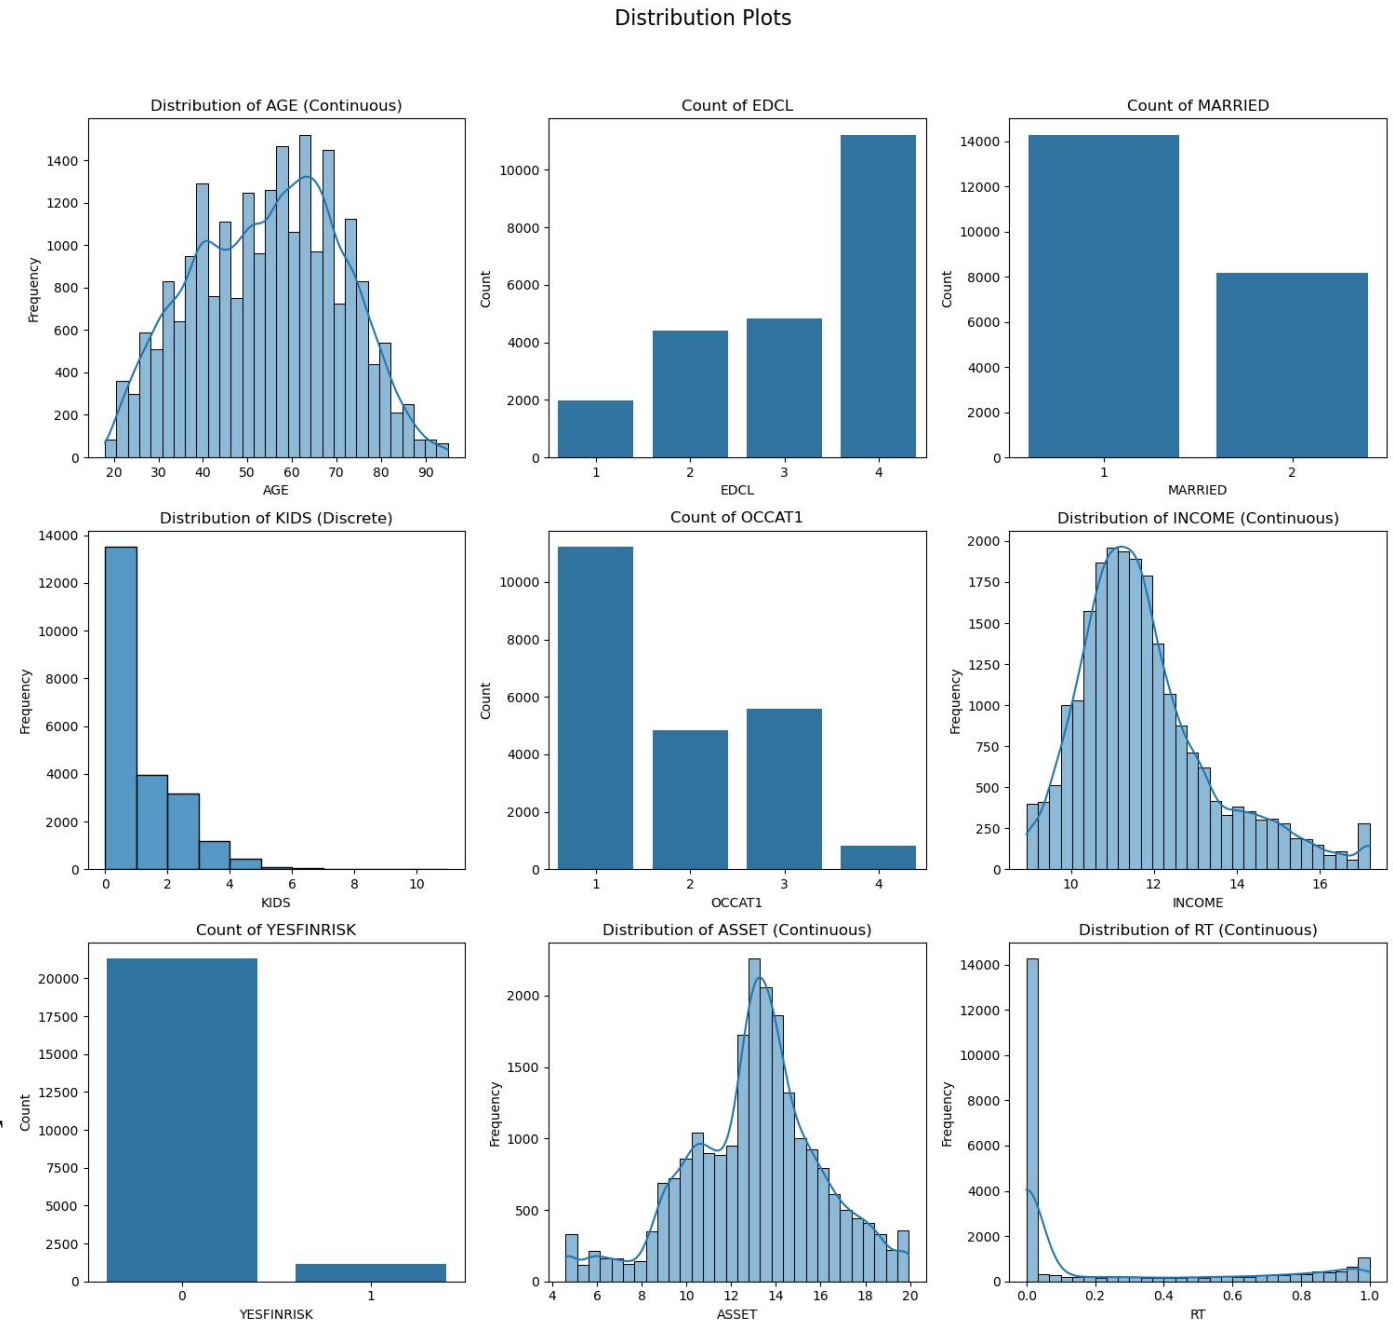 Distribution Plots
Distribution of AGE (Continuous)
Frequency
1400
1200
1000
800
600
400
200
0
20 30 40 50 60 70 80 90
AGE
Count of EDCL
Count
10000
8000
6000
4000
2000
0
1 2 3 4
EDCL
Count of MARRIED
Count
14000
12000
10000
8000
6000
4000
2000
0
1 2
MARRIED
Distribution of KIDS (Discrete)
Frequency
14000
12000
10000
8000
6000
4000
2000
0
0 2 4 6 8 10
KIDS
Count of OCCAT1
Count
10000
8000
6000
4000
2000
0
1 2 3 4
OCCAT1
Distribution of INCOME (Continuous)
Frequency
2000
1750
1500
1250
1000
750
500
250
0
10 12 14 16
INCOME
Count of YESFINRISK
Count
20000
17500
15000
12500
10000
7500
5000
2500
0
0 1
YESFINRISK
Distribution of ASSET (Continuous)
Frequency
2000
1500
1000
500
0
4 6 8 10 12 14 16 18 20
ASSET
Distribution of RT (Continuous)
Frequency
14000
12000
10000
8000
6000
4000
2000
0
0.0 0.2 0.4 0.6 0.8 1.0
RT